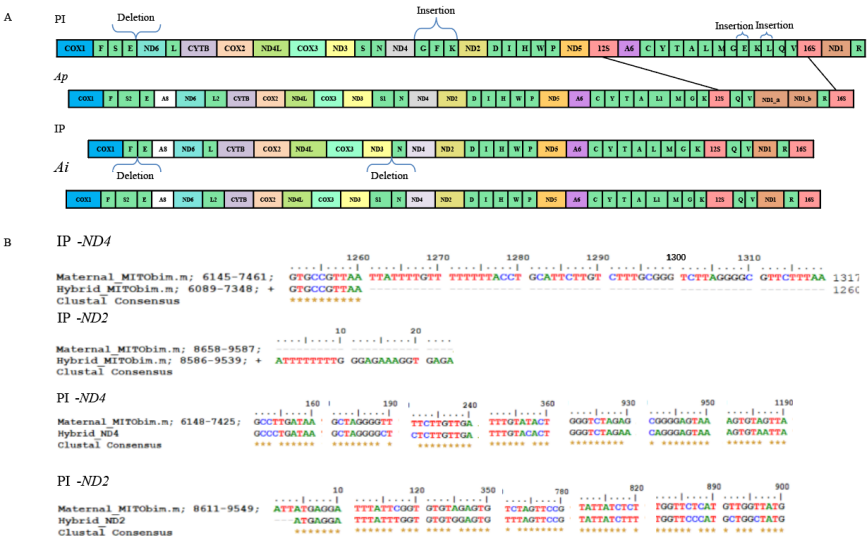 A
PI
Deletion
Insertion
Insertion
Insertion
COX1 F S E ND6 L CYTB COX2 ND4L COX3 ND3 S N ND4 G F K ND2 D I H W P ND5 12S A6 C Y T A L M G E K L Q V 16S ND1 R
Ap
COX1 F S2 E A8 ND6 L2 CYTB COX2 ND4L COX3 ND3 S1 N ND4 ND2 D I H W P ND5 A6 C Y T A L1 M G K 12S Q V ND1_a ND1_b R 16S
IP
COX1 F E A8 ND6 L CYTB COX2 ND4L COX3 ND3 N ND4 ND2 D I H W P ND5 A6 C Y T A L M G K 12S Q V ND1 R 16S
Ai
Deletion
Deletion
COX1 F S2 E A8 ND6 L2 CYTB COX2 ND4L COX3 ND3 S1 N ND4 ND2 D I H W P ND5 A6 C Y T A L1 M G K 12S Q V ND1 R 16S
B
IP -ND4
1260 1270 1280 1290 1300 1310
Maternal_MITObim.m; 6145-7461; GTGCCGTTAA TTATTTTGTT TTTTTTACCT GCATTCTTGT CTTTGCGGG TCTTAGGGGC GTTCTTTAA 1317
Hybrid_MITObim.m; 6089-7348; + GTGCCGTTAA 1260
Clustal Consensus **********
IP -ND2
10 20
Maternal_MITObim.m; 8658-9587;
Hybrid_MITObim.m; 8586-9539; + ATTTTTTTTG GGAGAAAGGT GAGA
Clustal Consensus
PI -ND4
160 190 240 360 930 950 1190
Maternal_MITObim.m; 6148-7425; GCCTTGATAA GCTAGGGGTT TTCTTGTTGA TTTGTATACT GGGTCTAGAG CGGGGAGTAA AGTGTAGTTA
Hybrid_ND4 GCCCTGATAA GCTAGGGGCT CTCTTGTTGA TTTGTACACT GGGTCTAGAA CAGGGAGTAA AGTGTAATTA
Clustal Consensus
PI -ND2
10 50 350 780 820 890 900
Maternal_MITObim.m; 8611-9549; ATTATGAGGA TTTATTCGGT GTGTAGAGTG TCTAGTTCCG TATTATCTCT TGGTTCTCAT GTTGGTTATG
Hybrid_ND2 ---ATGAGGA TTTATTTGGT GTGTGGAGTG TTTAGTTCCG TATTATCTTT TGGTTCCCAT GCTGGCTATG
Clustal Consensus